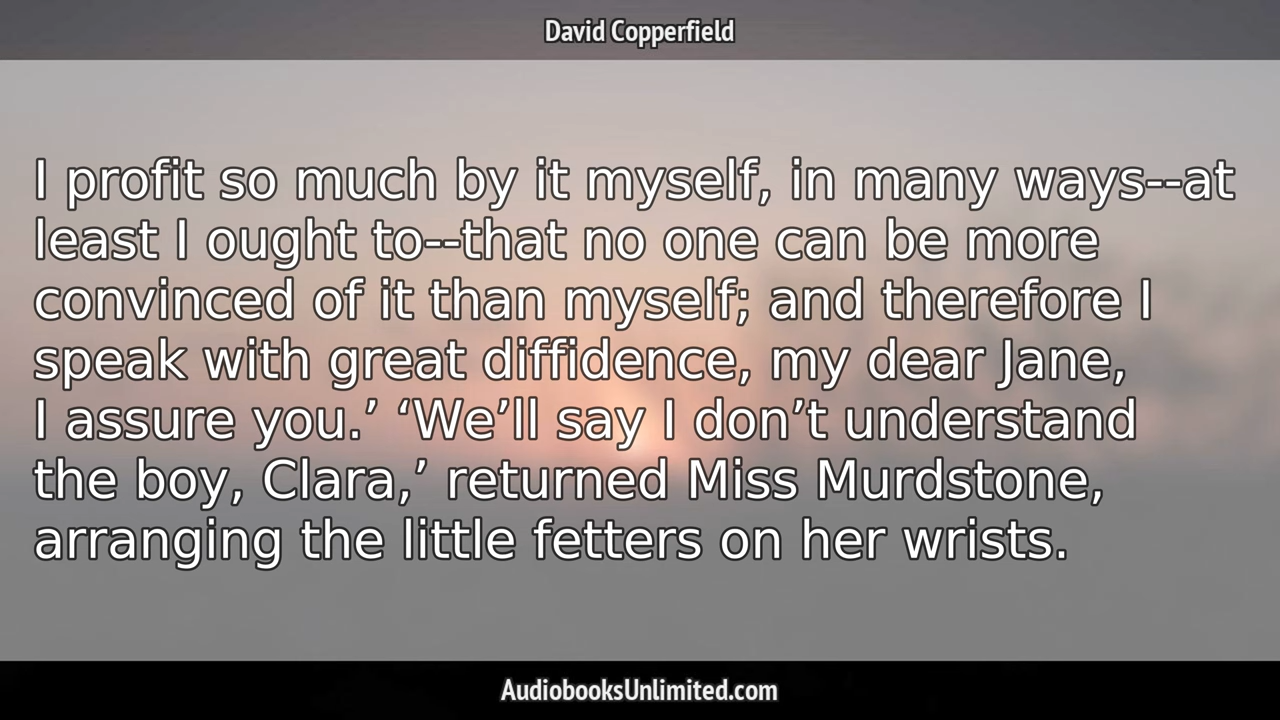 David Copperfield
I profit so much by it myself, in many ways--at
least I ought to--that no one can be more
convinced of it than myself; and therefore I
speak with great diffidence, my dear Jane,
I assure you.’ ‘We’ll say I don’t understand
the boy, Clara,’ returned Miss Murdstone,
arranging the little fetters on her wrists.
AudiobooksUnlimited.com